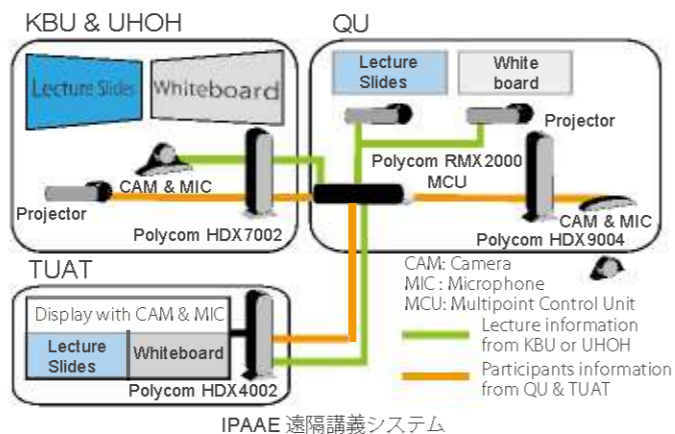 KBU & UHOH
Lecture Slides
Whiteboard
CAM & MIC
Projector
Polycom HDX7002
QU
Lecture
Slides
White
board
Projector
Polycom RMX2000
MCU
CAM & MIC
Polycom HDX9004
TUAT
Display with CAM & MIC
Lecture
Slides
Whiteboard
Polycom HDX4002
CAM: Camera
MIC : Microphone
MCU: Multipoint Control Unit
Lecture information
from KBU or UHOH
Participants information
from QU & TUAT
IPAAE 遠隔講義システム